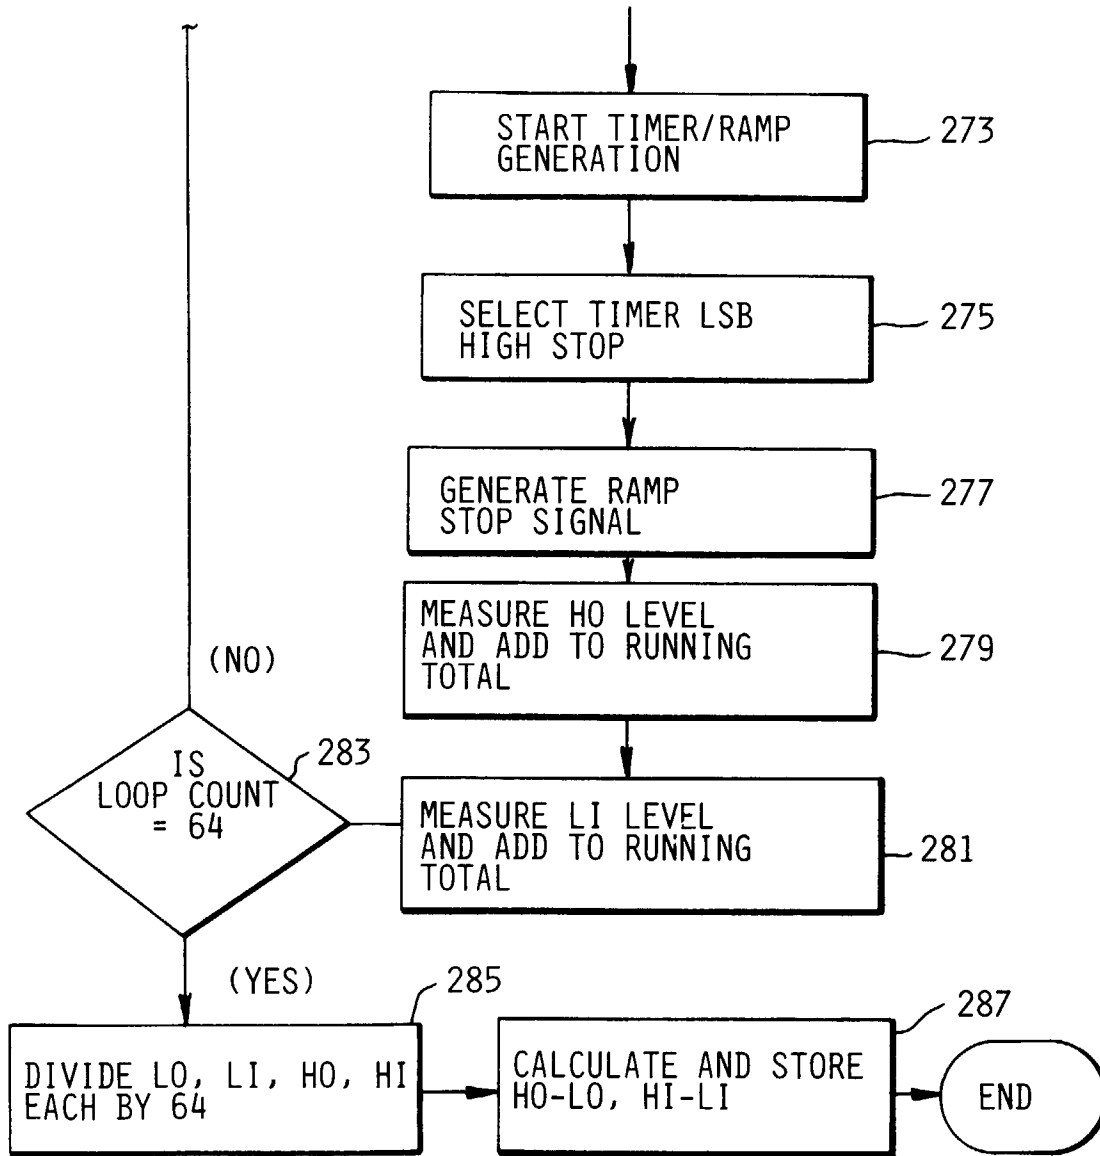 START TIMER/RAMP
GENERATION
273
SELECT TIMER LSB
HIGH STOP
275
GENERATE RAMP
STOP SIGNAL
277
MEASURE HO LEVEL
AND ADD TO RUNNING
TOTAL
279
(NO)
IS
LOOP COUNT
= 64
283
MEASURE LI LEVEL
AND ADD TO RUNNING
TOTAL
281
(YES)
285
DIVIDE LO, LI, HO, HI
EACH BY 64
287
CALCULATE AND STORE
HO-LO, HI-LI
END